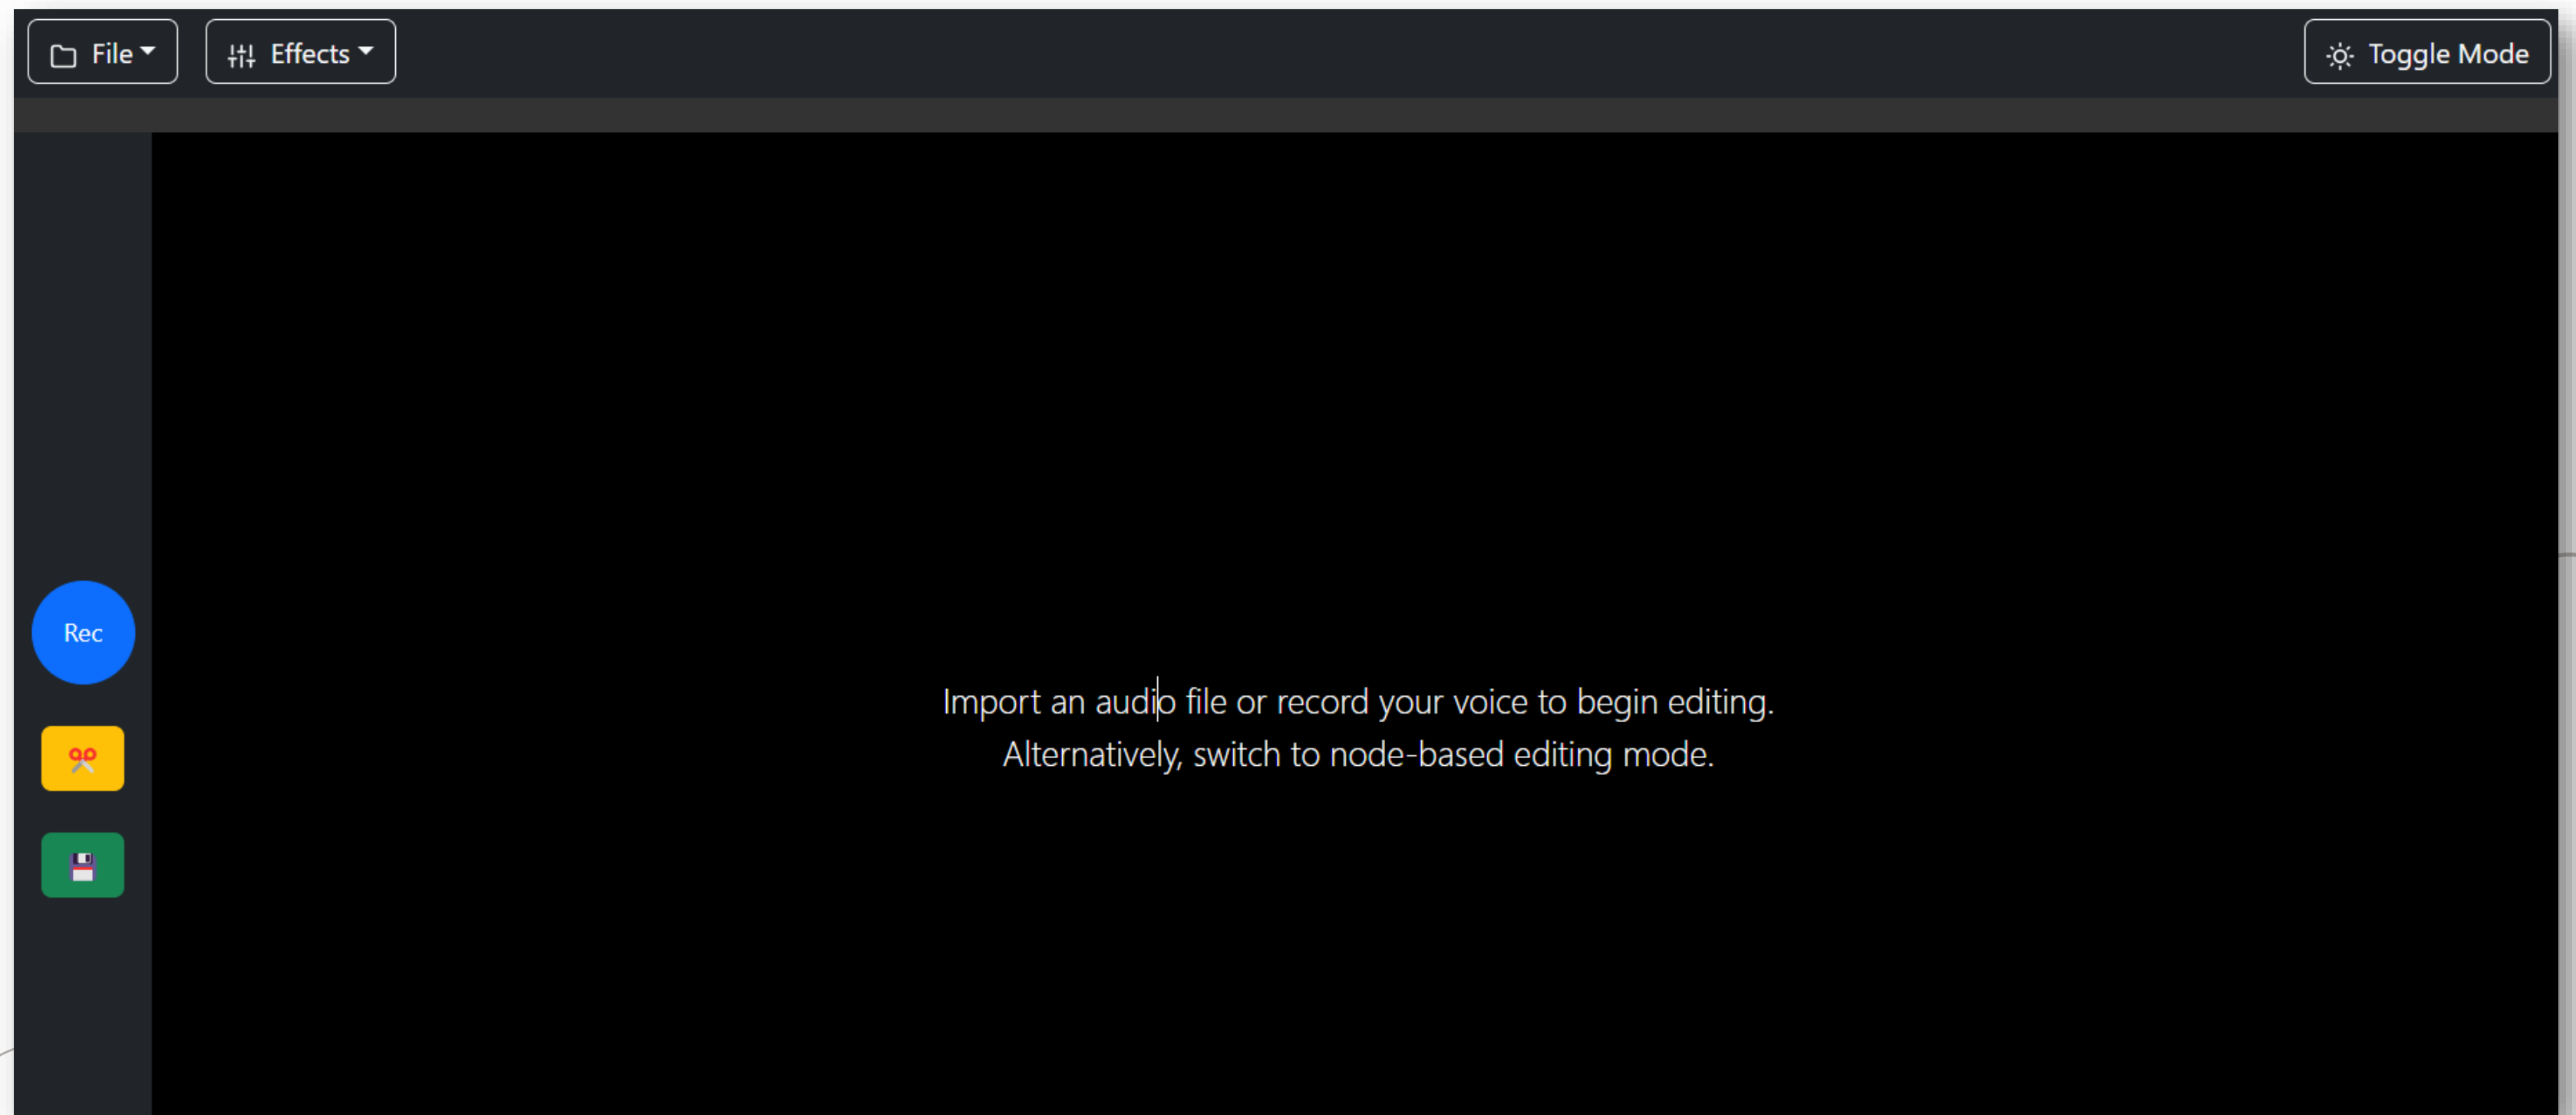 File
Effects
Toggle Mode
Rec
Import an audio file or record your voice to begin editing.
Alternatively, switch to node-based editing mode.